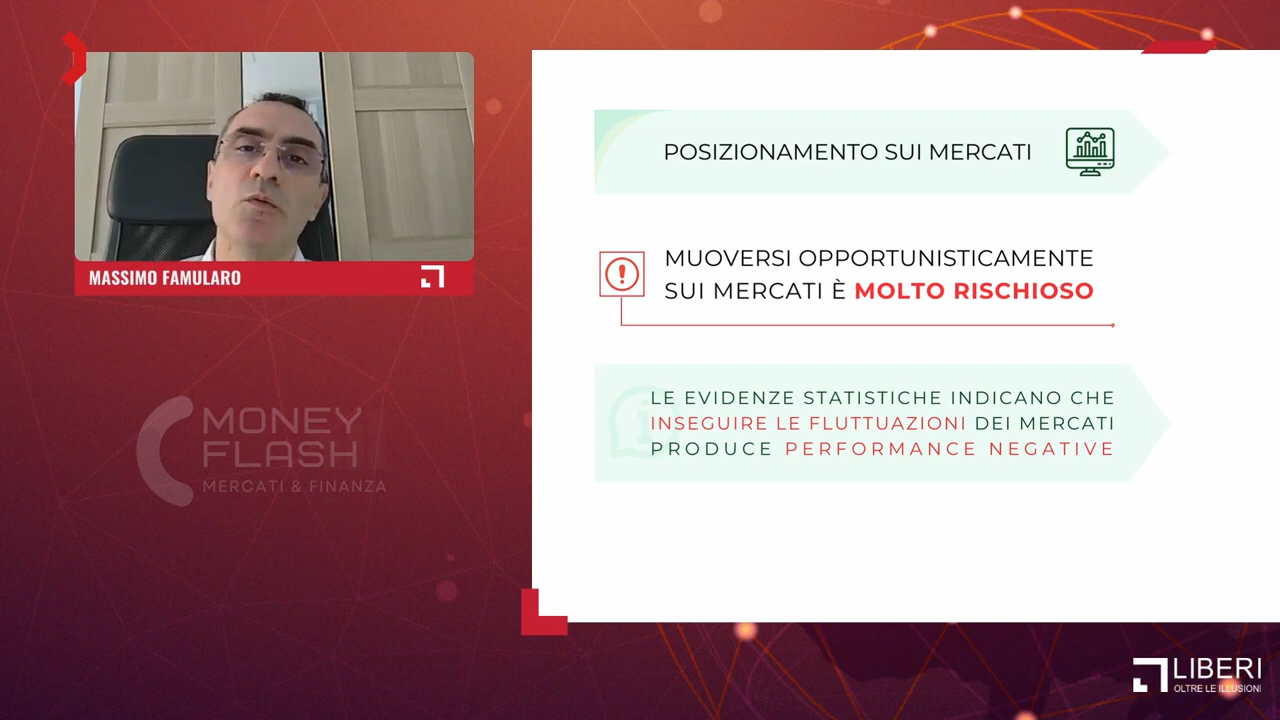 MASSIMO FAMULARO
MONEY
FLASH
MERCATI & FINANZA
POSIZIONAMENTO SUI MERCATI
MUOVERSI OPPORTUNISTICAMENTE
SUI MERCATI È MOLTO RISCHIOSO
LE EVIDENZE STATISTICHE INDICANO CHE
INSEGUIRE LE FLUTTUAZIONI DEI MERCATI
PRODUCE PERFORMANCE NEGATIVE
LIBERI
OLTRE LE ILLUSIONI